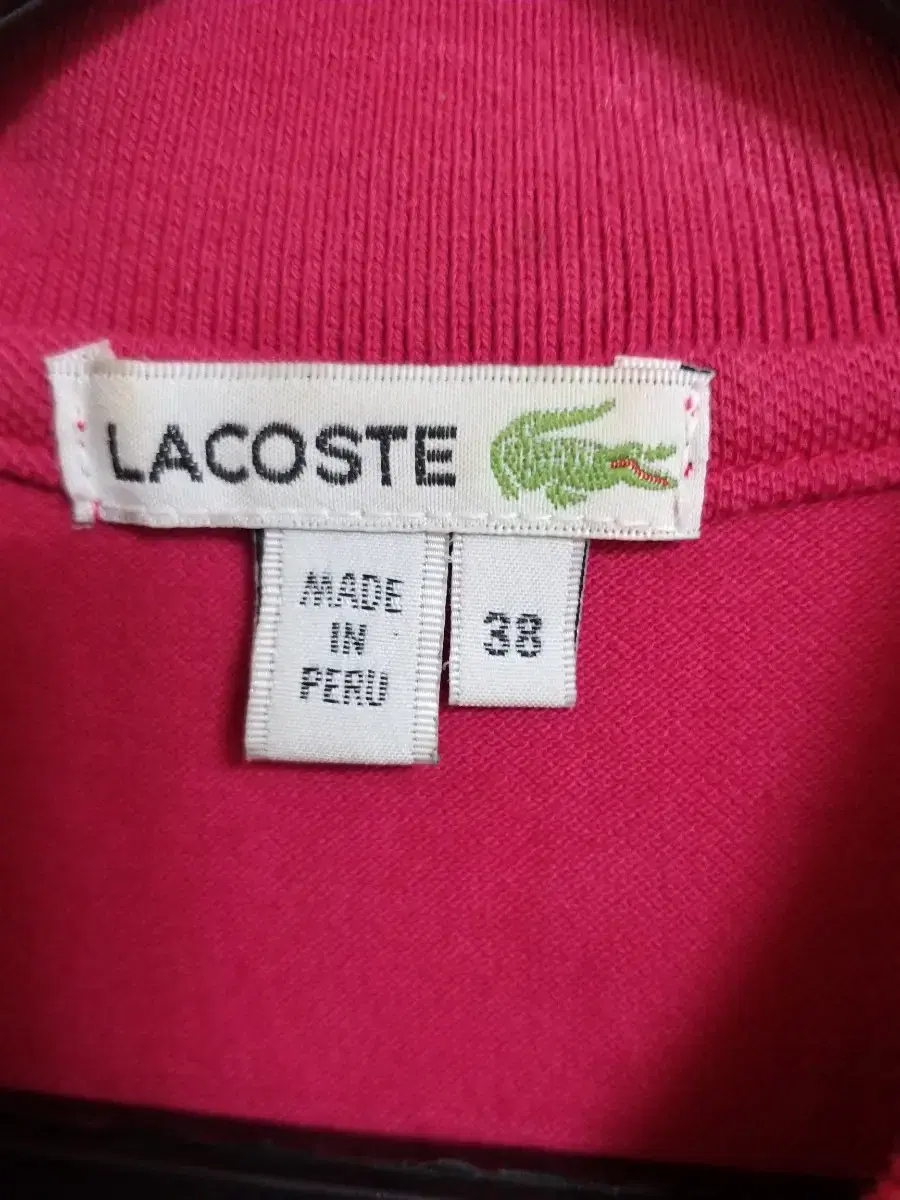 LACOSTE
MADE
IN
PERU
38